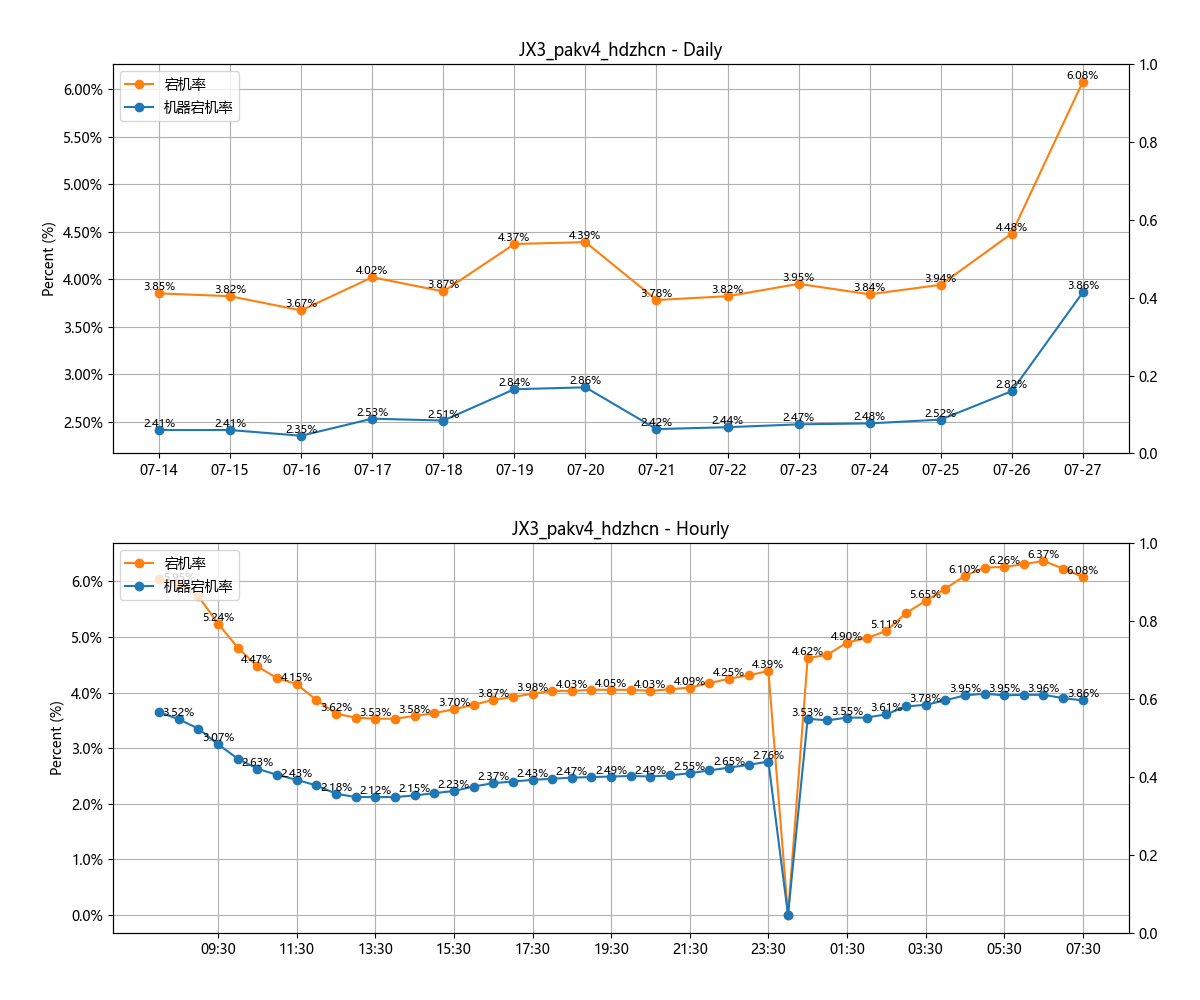 JX3_pakv4_hdzhcn - Daily
宕机率
机器宕机率
Percent (%)
6.00%
5.50%
5.00%
4.50%
4.00%
3.50%
3.00%
2.50%
1.0
0.8
0.6
0.4
0.2
0.0
3.85% 3.82% 3.67% 4.02% 3.87% 4.37% 4.39% 3.78% 3.82% 3.95% 3.84% 3.94% 4.48% 6.08%
2.41% 2.41% 2.35% 2.53% 2.51% 2.84% 2.86% 2.42% 2.44% 2.47% 2.48% 2.52% 2.82% 3.86%
07-14 07-15 07-16 07-17 07-18 07-19 07-20 07-21 07-22 07-23 07-24 07-25 07-26 07-27
JX3_pakv4_hdzhcn - Hourly
宕机率
机器宕机率
Percent (%)
6.0%
5.0%
4.0%
3.0%
2.0%
1.0%
0.0%
1.0
0.8
0.6
0.4
0.2
0.0
5.95% 5.24% 4.47% 4.15% 3.62% 3.53% 3.58% 3.70% 3.87% 3.98% 4.03% 4.05% 4.03% 4.09% 4.25% 4.39% 4.62% 4.90% 5.11% 5.65% 6.10% 6.26% 6.37% 6.08%
3.52% 3.07% 2.63% 2.43% 2.18% 2.12% 2.15% 2.23% 2.37% 2.43% 2.47% 2.49% 2.49% 2.55% 2.65% 2.76% 3.53% 3.55% 3.61% 3.78% 3.95% 3.95% 3.96% 3.86%
09:30 11:30 13:30 15:30 17:30 19:30 21:30 23:30 01:30 03:30 05:30 07:30